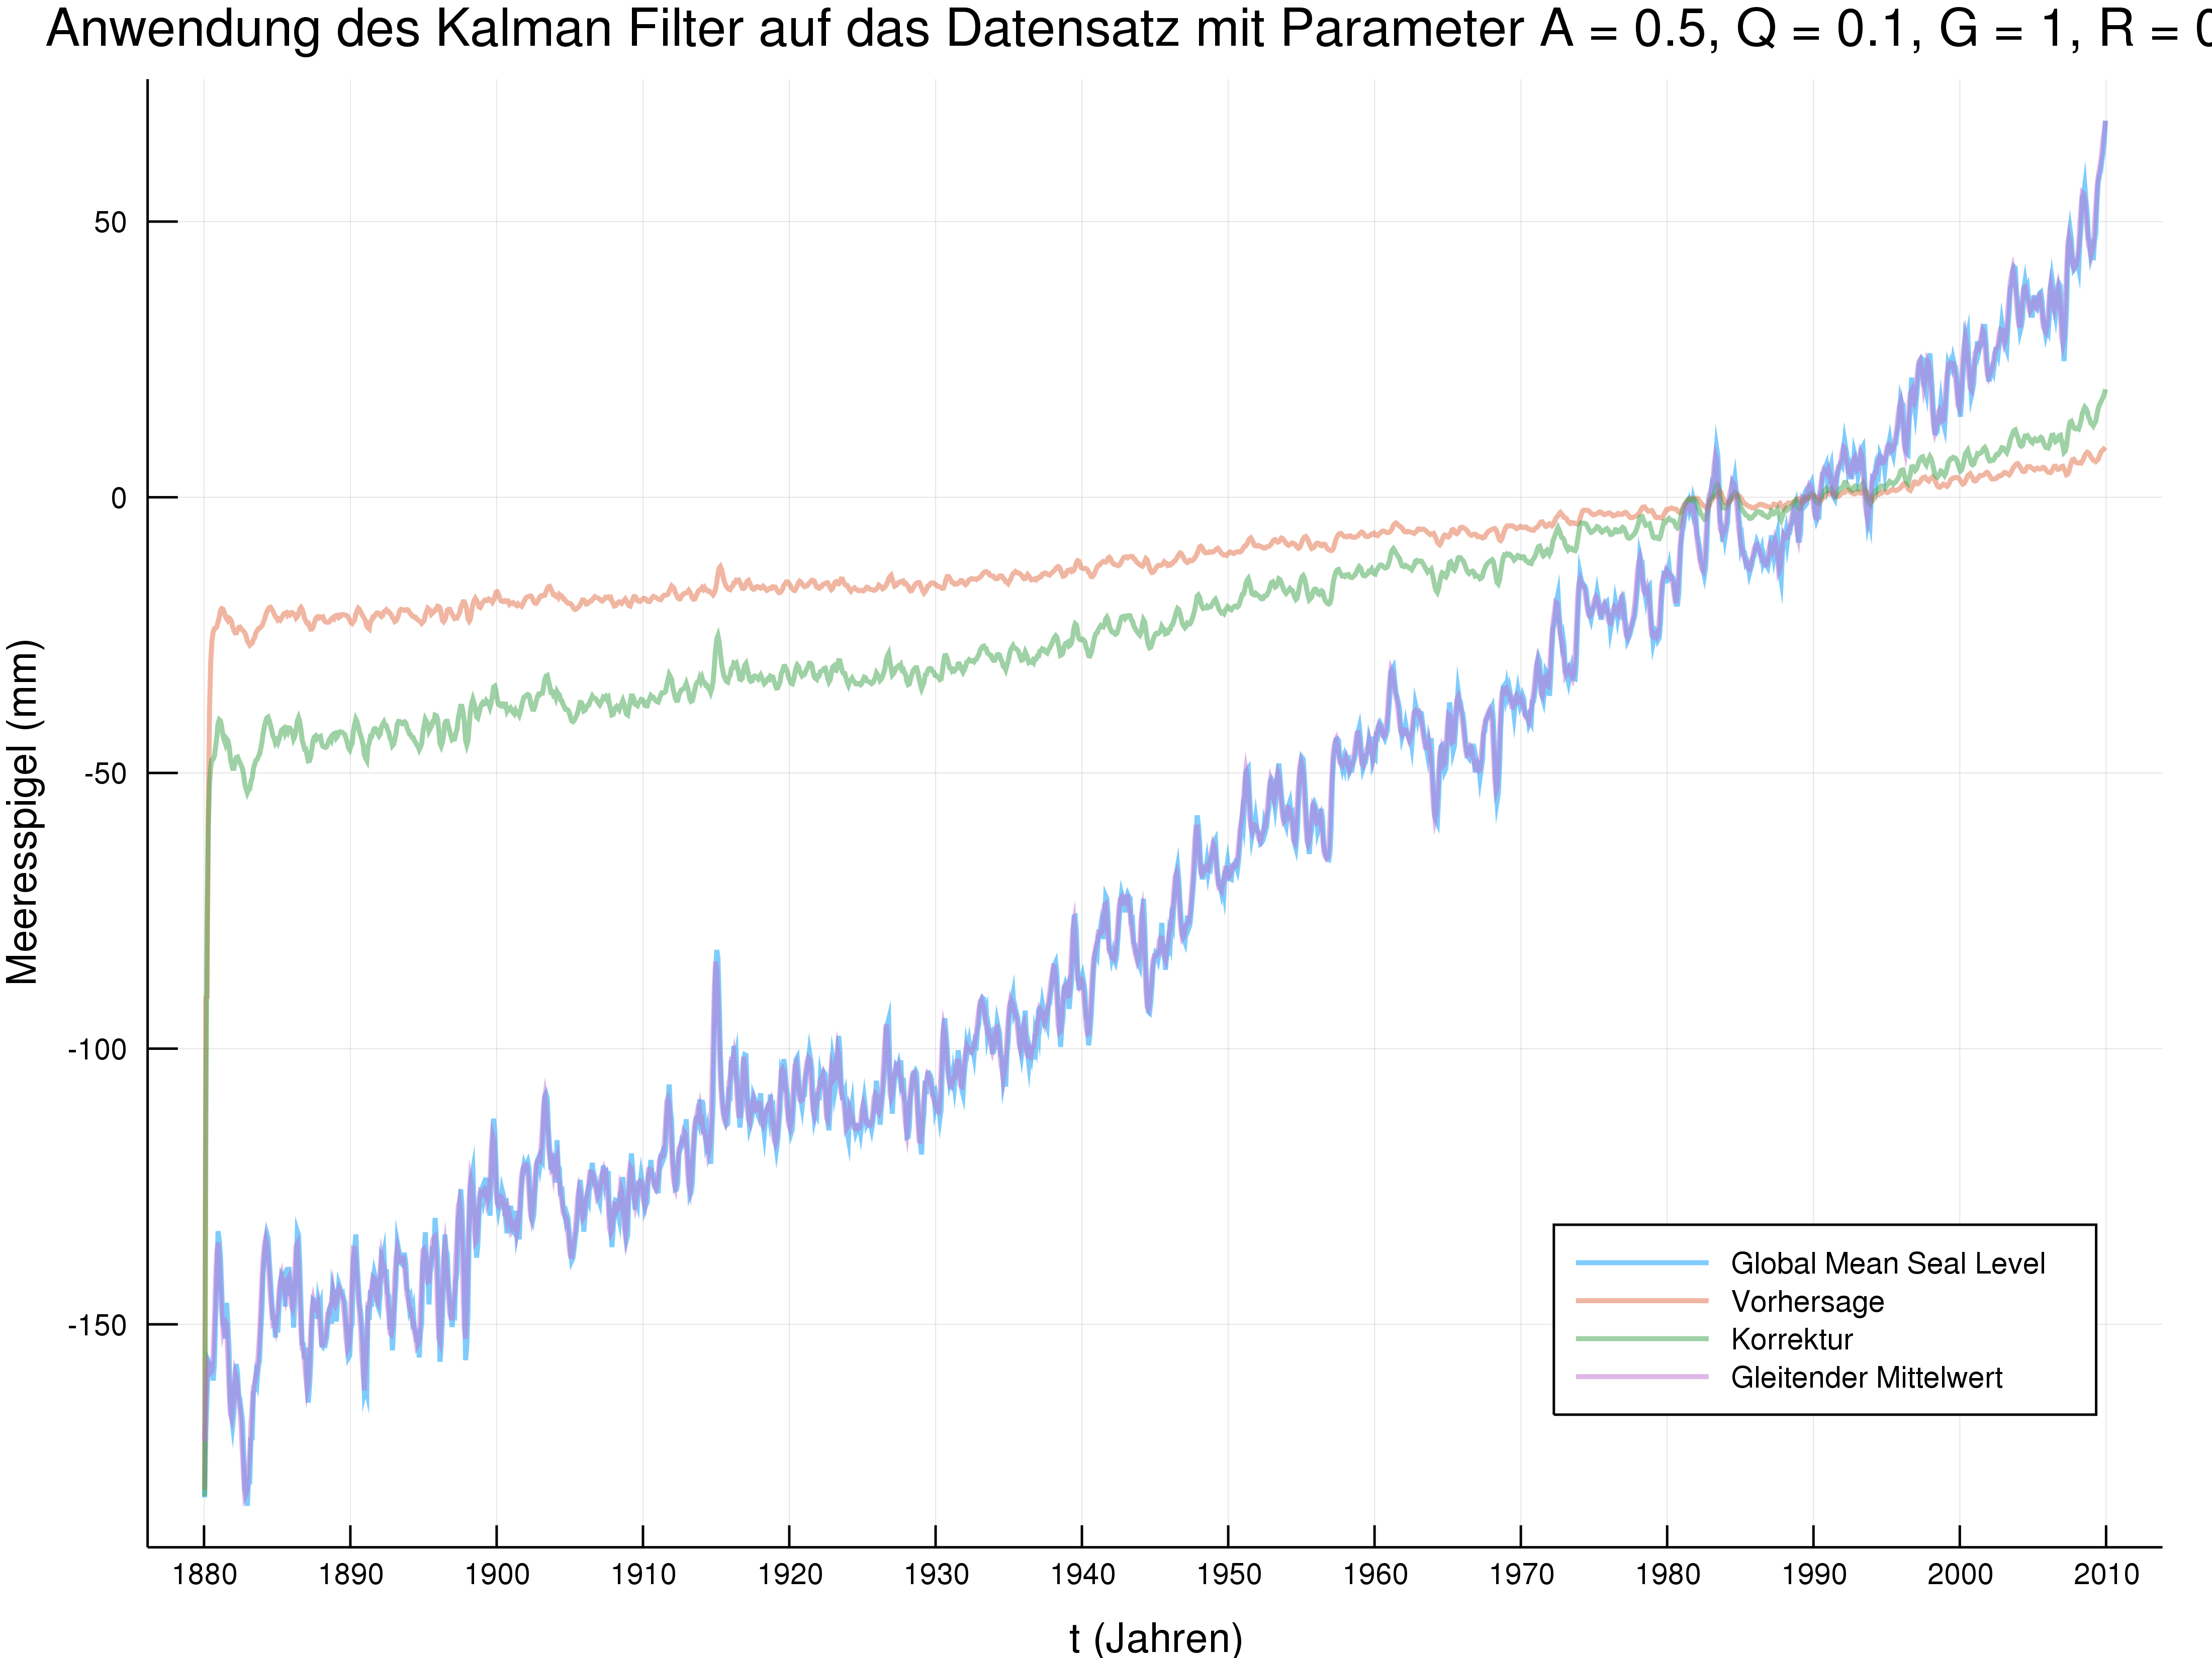 Anwendung des Kalman Filter auf das Datensatz mit Parameter A = 0.5, Q = 0.1, G = 1, R = 0
Meeresspigel (mm)
50
0
-50
-100
-150
Global Mean Seal Level
Vorhersage
Korrektur
Gleitender Mittelwert
1880 1890 1900 1910 1920 1930 1940 1950 1960 1970 1980 1990 2000 2010
t (Jahren)